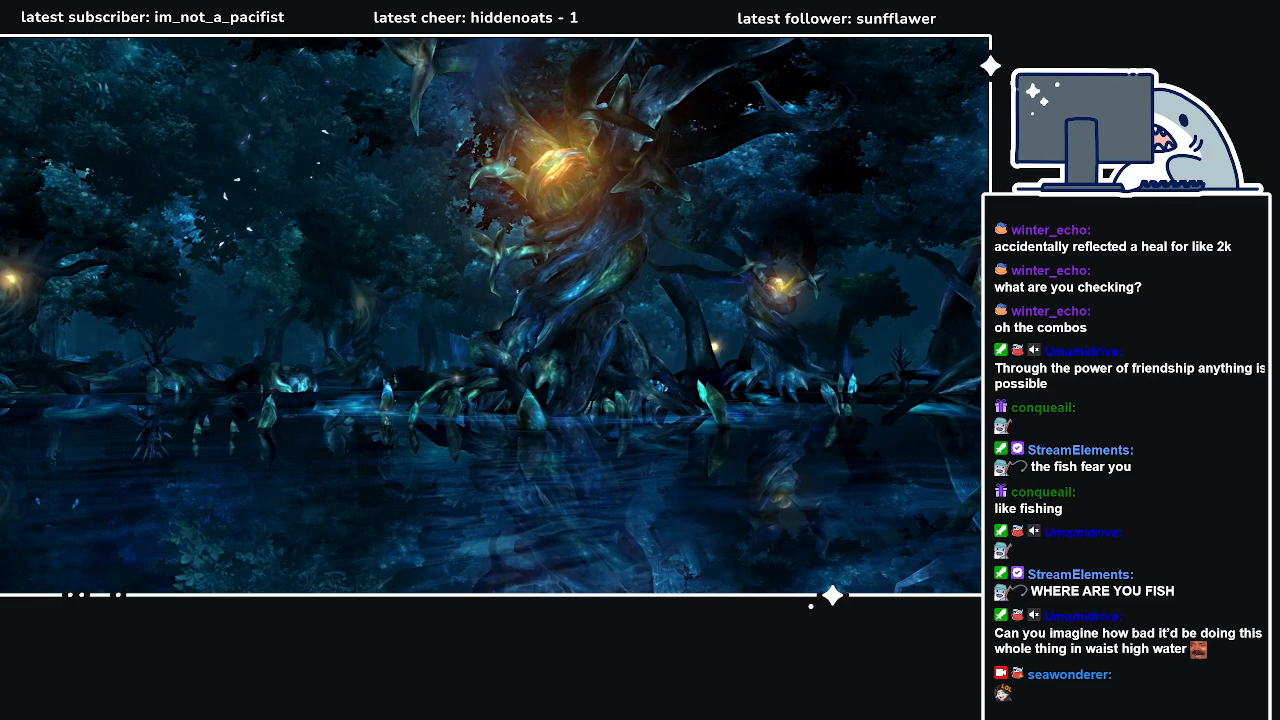 latest subscriber: im_not_a_pacifist
latest cheer: hiddenoats - 1
latest follower: sunfflawer
winter_echo:
accidentally reflected a heal for like 2k
winter_echo:
what are you checking?
winter_echo:
oh the combos
Umamidrive:
Through the power of friendship anything is
possible
conqueail:
StreamElements:
the fish fear you
conqueail:
like fishing
Umamidrive:
StreamElements:
WHERE ARE YOU FISH
Umamidrive:
Can you imagine how bad it'd be doing this
whole thing in waist high water
seawonderer:
LOL